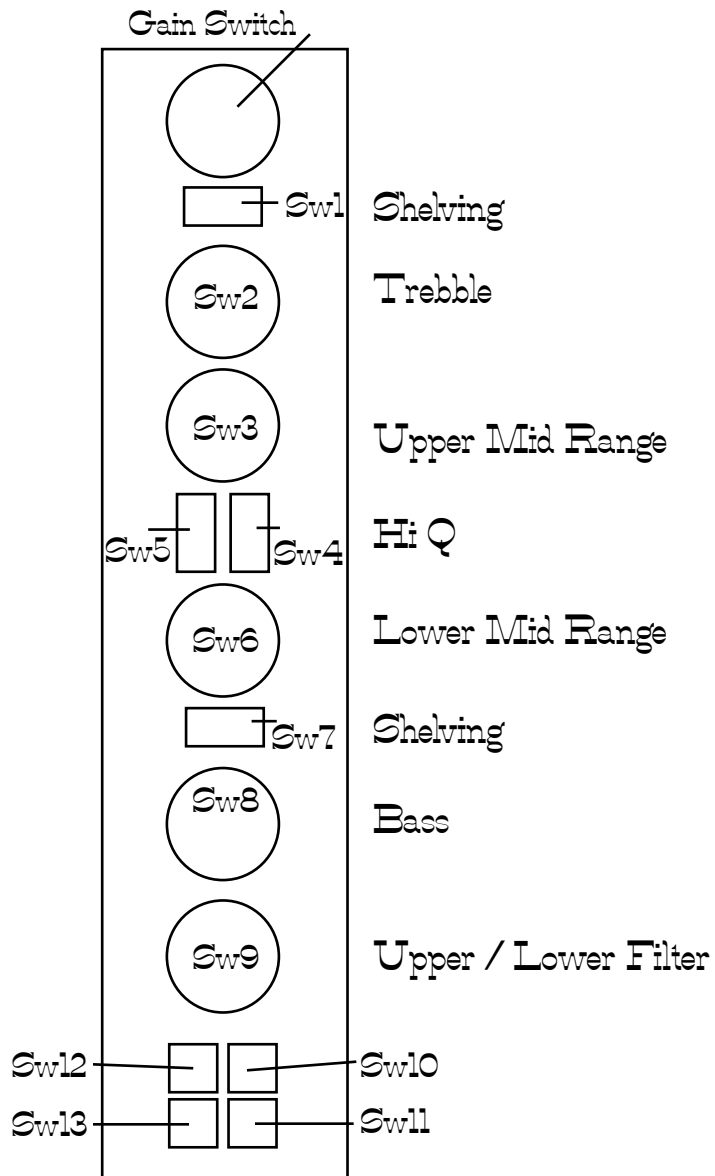 Gain Switch
Sw1 Shelving
Sw2 Trebble
Sw3 Upper Mid Range
Sw5 Sw4 Hi Q
Sw6 Lower Mid Range
Sw7 Shelving
Sw8 Bass
Sw9 Upper / Lower Filter
Sw12 Sw10
Sw13 Sw11